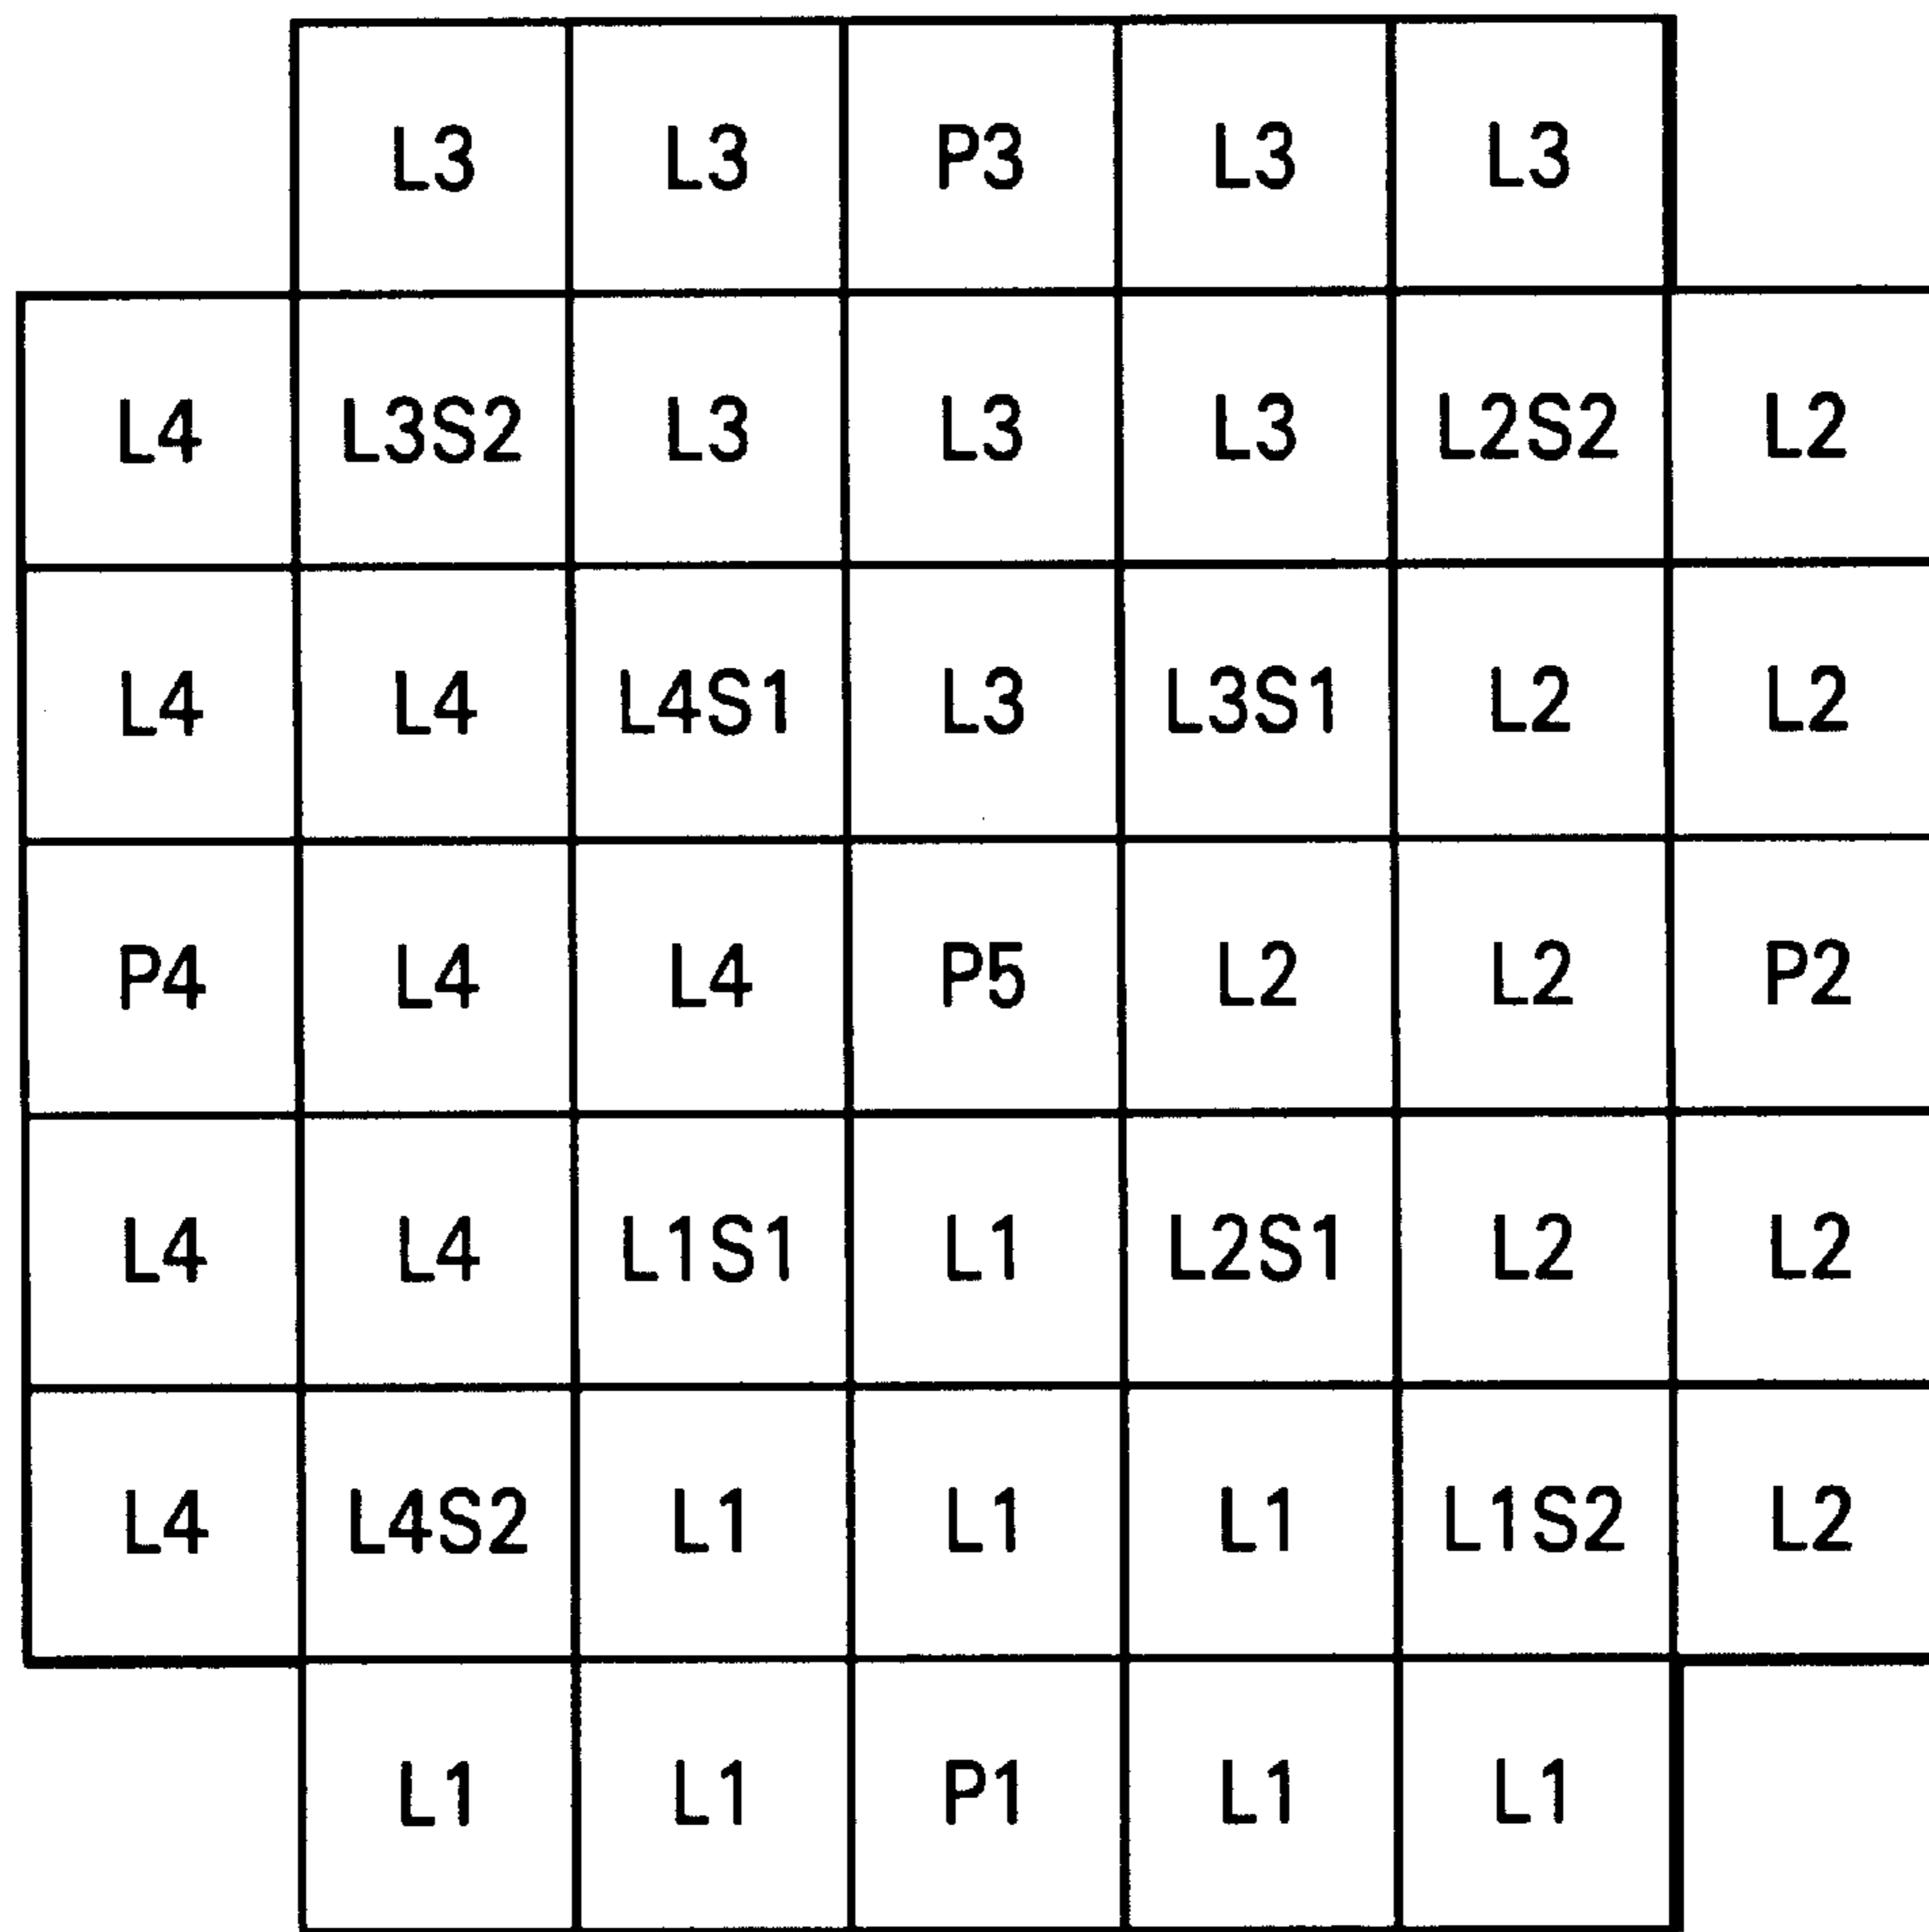 L3 L3 P3 L3 L3
L4 L3S2 L3 L3 L3 L2S2 L2
L4 L4 L4S1 L3 L3S1 L2 L2
P4 L4 L4 P5 L2 L2 P2
L4 L4 L1S1 L1 L2S1 L2 L2
L4 L4S2 L1 L1 L1 L1S2 L2
L1 L1 P1 L1 L1